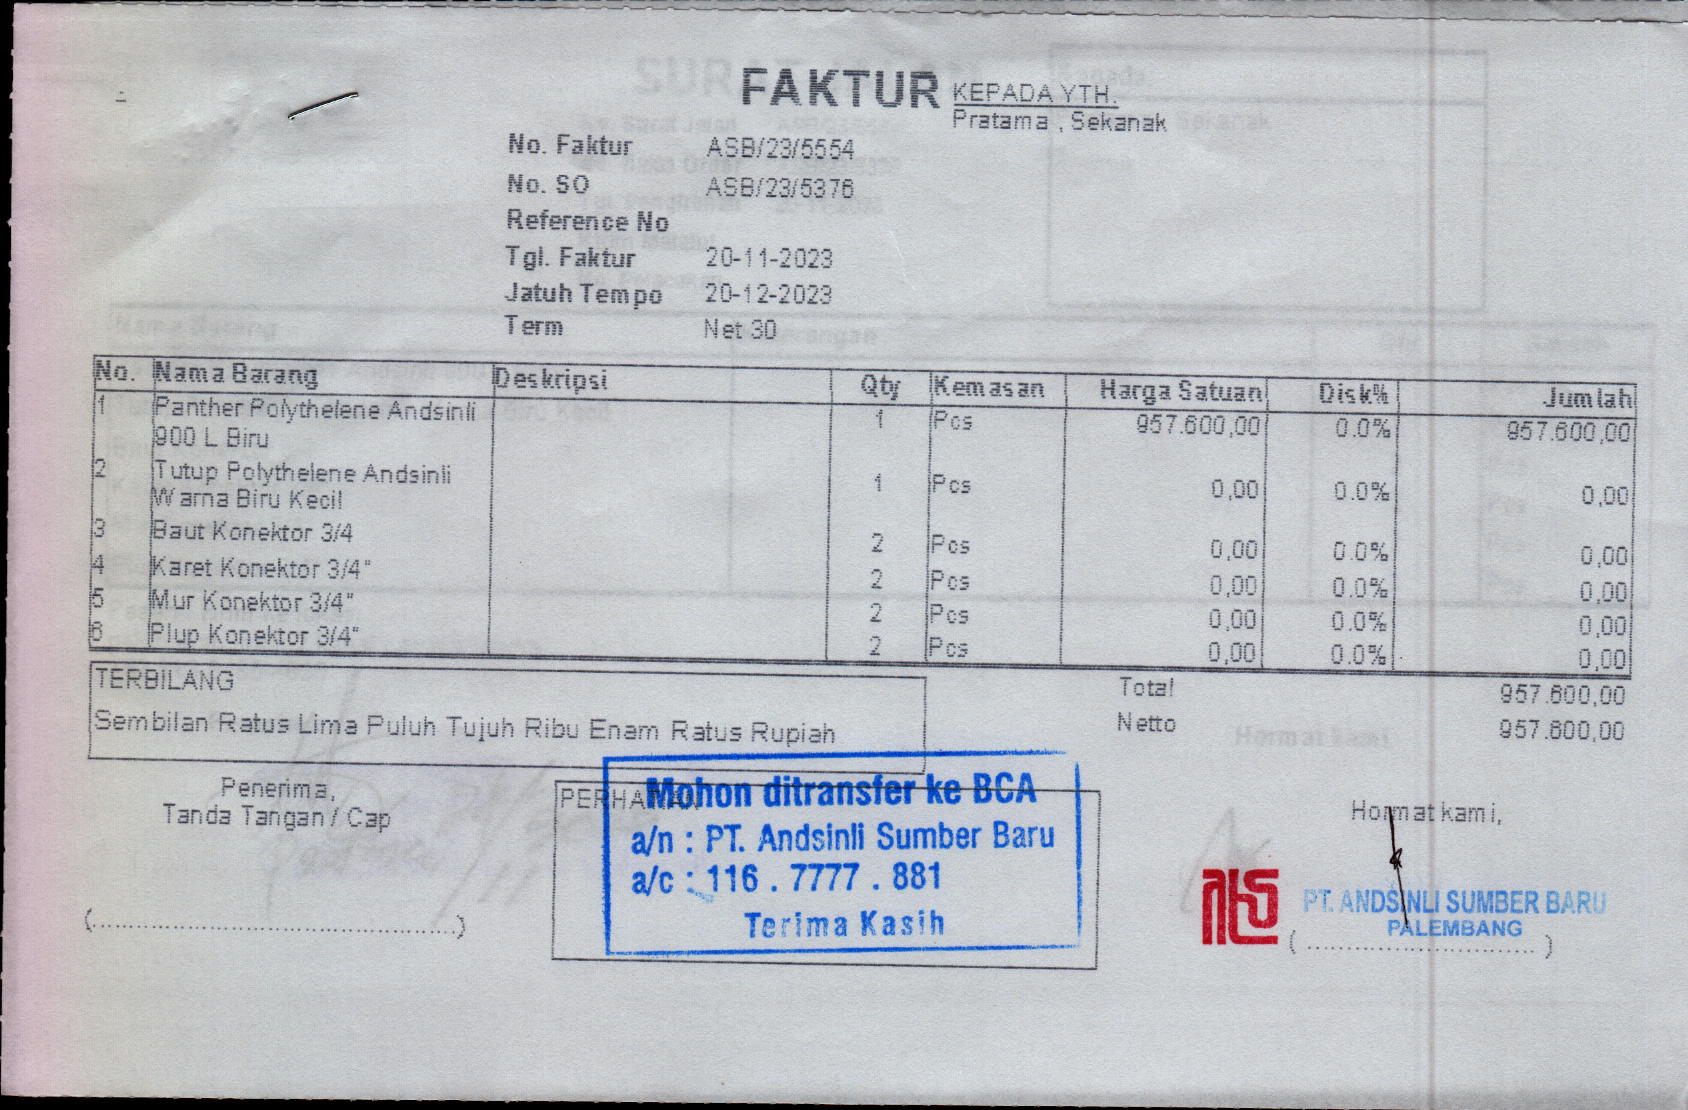 FAKTUR
KEPADA YTH.
Pratama , Sekanak
No. Faktur ASB/23/5554
No. SO ASB/23/5376
Reference No
Tgl. Faktur 20-11-2023
Jatuh Tempo 20-12-2023
Term Net 30
No. Nama Barang Deskripsi Qty Kemasan Harga Satuan Disk% Jumlah
1 Panther Polythelene Andsinli 1 Pcs 957.600,00 0.0% 957.600,00
900 L Biru
2 Tutup Polythelene Andsinli 1 Pcs 0,00 0.0% 0,00
Warna Biru Kecil
3 Baut Konektor 3/4 2 Pcs 0,00 0.0% 0,00
4 Karet Konektor 3/4" 2 Pcs 0,00 0.0% 0,00
5 Mur Konektor 3/4" 2 Pcs 0,00 0.0% 0,00
6 Plup Konektor 3/4" 2 Pcs 0,00 0.0% 0,00
TERBILANG
Sembilan Ratus Lima Puluh Tujuh Ribu Enam Ratus Rupiah
Total 957.600,00
Netto 957.600,00
Penerima,
Tanda Tangan / Cap
(...............................................)
PERHATIAN
Mohon ditransfer ke BCA
a/n : PT. Andsinli Sumber Baru
a/c : 116 . 7777 . 881
Terima Kasih
Hormat kami,
PT. ANDSINLI SUMBER BARU
PALEMBANG
( ............................. )